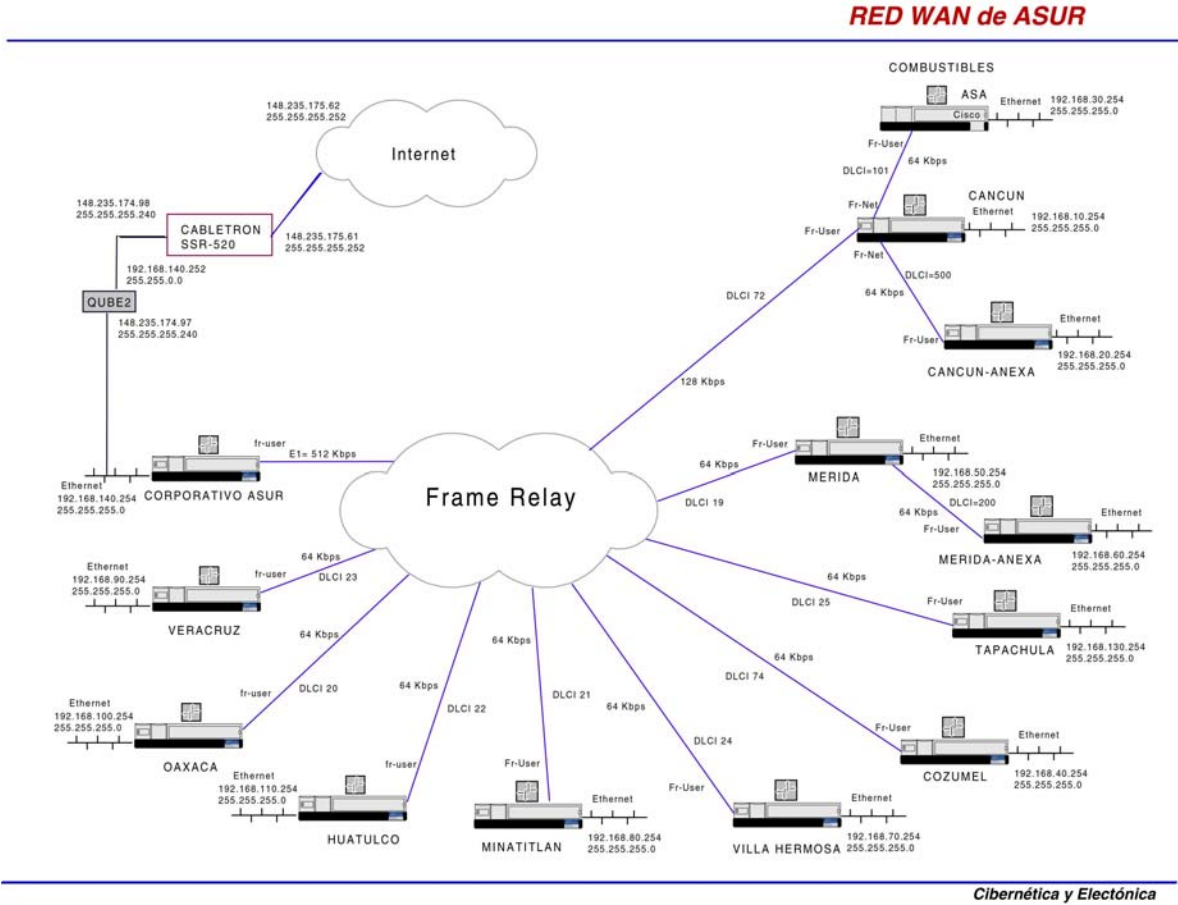 RED WAN de ASUR
COMBUSTIBLES
ASA
Cisco
Ethernet
192.168.30.254
255.255.255.0
Fr-User
64 Kbps
DLCI=101
148.235.175.62
255.255.255.252
Internet
148.235.174.98
255.255.255.240
CABLETRON
SSR-520
148.235.175.61
255.255.255.252
192.168.140.252
255.255.0.0
QUBE2
148.235.174.97
255.255.255.240
Fr-Net
CANCUN
Ethernet
192.168.10.254
255.255.255.0
Fr-User
Fr-Net
DLCI=500
64 Kbps
DLCI 72
128 Kbps
Ethernet
Fr-User
192.168.20.254
255.255.255.0
CANCUN-ANEXA
fr-user
E1= 512 Kbps
Ethernet
192.168.140.254
255.255.255.0
CORPORATIVO ASUR
Frame Relay
Fr-User
64 Kbps
DLCI 19
Ethernet
MERIDA
192.168.50.254
255.255.255.0
DLCI=200
64 Kbps
Fr-User
Ethernet
MERIDA-ANEXA
192.168.60.254
255.255.255.0
64 Kbps
fr-user
DLCI 23
Ethernet
192.168.90.254
255.255.255.0
VERACRUZ
64 Kbps
DLCI 25
Fr-User
Ethernet
TAPACHULA
192.168.130.254
255.255.255.0
64 Kbps
DLCI 20
fr-user
Ethernet
192.168.100.254
255.255.255.0
OAXACA
64 Kbps
DLCI 22
fr-user
Ethernet
192.168.110.254
255.255.255.0
HUATULCO
64 Kbps
DLCI 21
Fr-User
Ethernet
192.168.80.254
255.255.255.0
MINATITLAN
64 Kbps
DLCI 24
Fr-User
Ethernet
192.168.70.254
255.255.255.0
VILLA HERMOSA
64 Kbps
DLCI 74
Fr-User
Ethernet
COZUMEL
192.168.40.254
255.255.255.0
Cibernética y Electónica